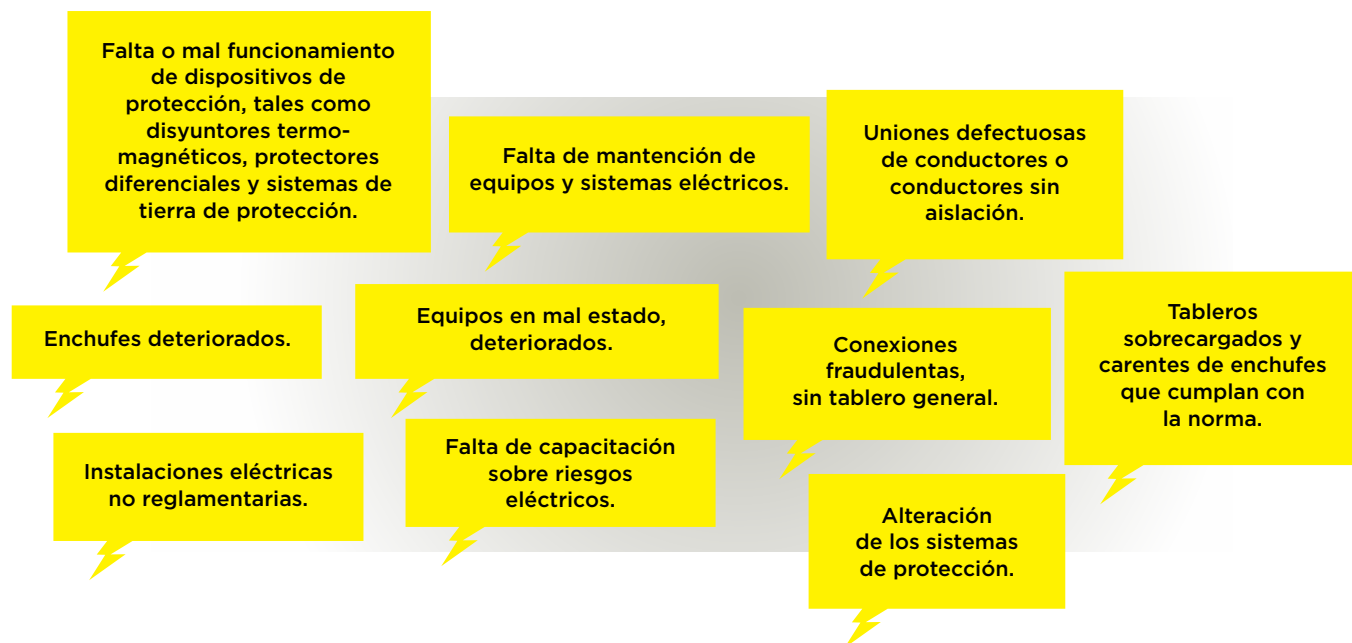 Falta o mal funcionamiento
de dispositivos de
protección, tales como
disyuntores termo-
magnéticos, protectores
diferenciales y sistemas de
tierra de protección.
Falta de mantención de
equipos y sistemas eléctricos.
Uniones defectuosas
de conductores o
conductores sin
aislación.
Enchufes deteriorados.
Equipos en mal estado,
deteriorados.
Conexiones
fraudulentas,
sin tablero general.
Tableros
sobrecargados y
carentes de enchufes
que cumplan con
la norma.
Instalaciones eléctricas
no reglamentarias.
Falta de capacitación
sobre riesgos
eléctricos.
Alteración
de los sistemas
de protección.